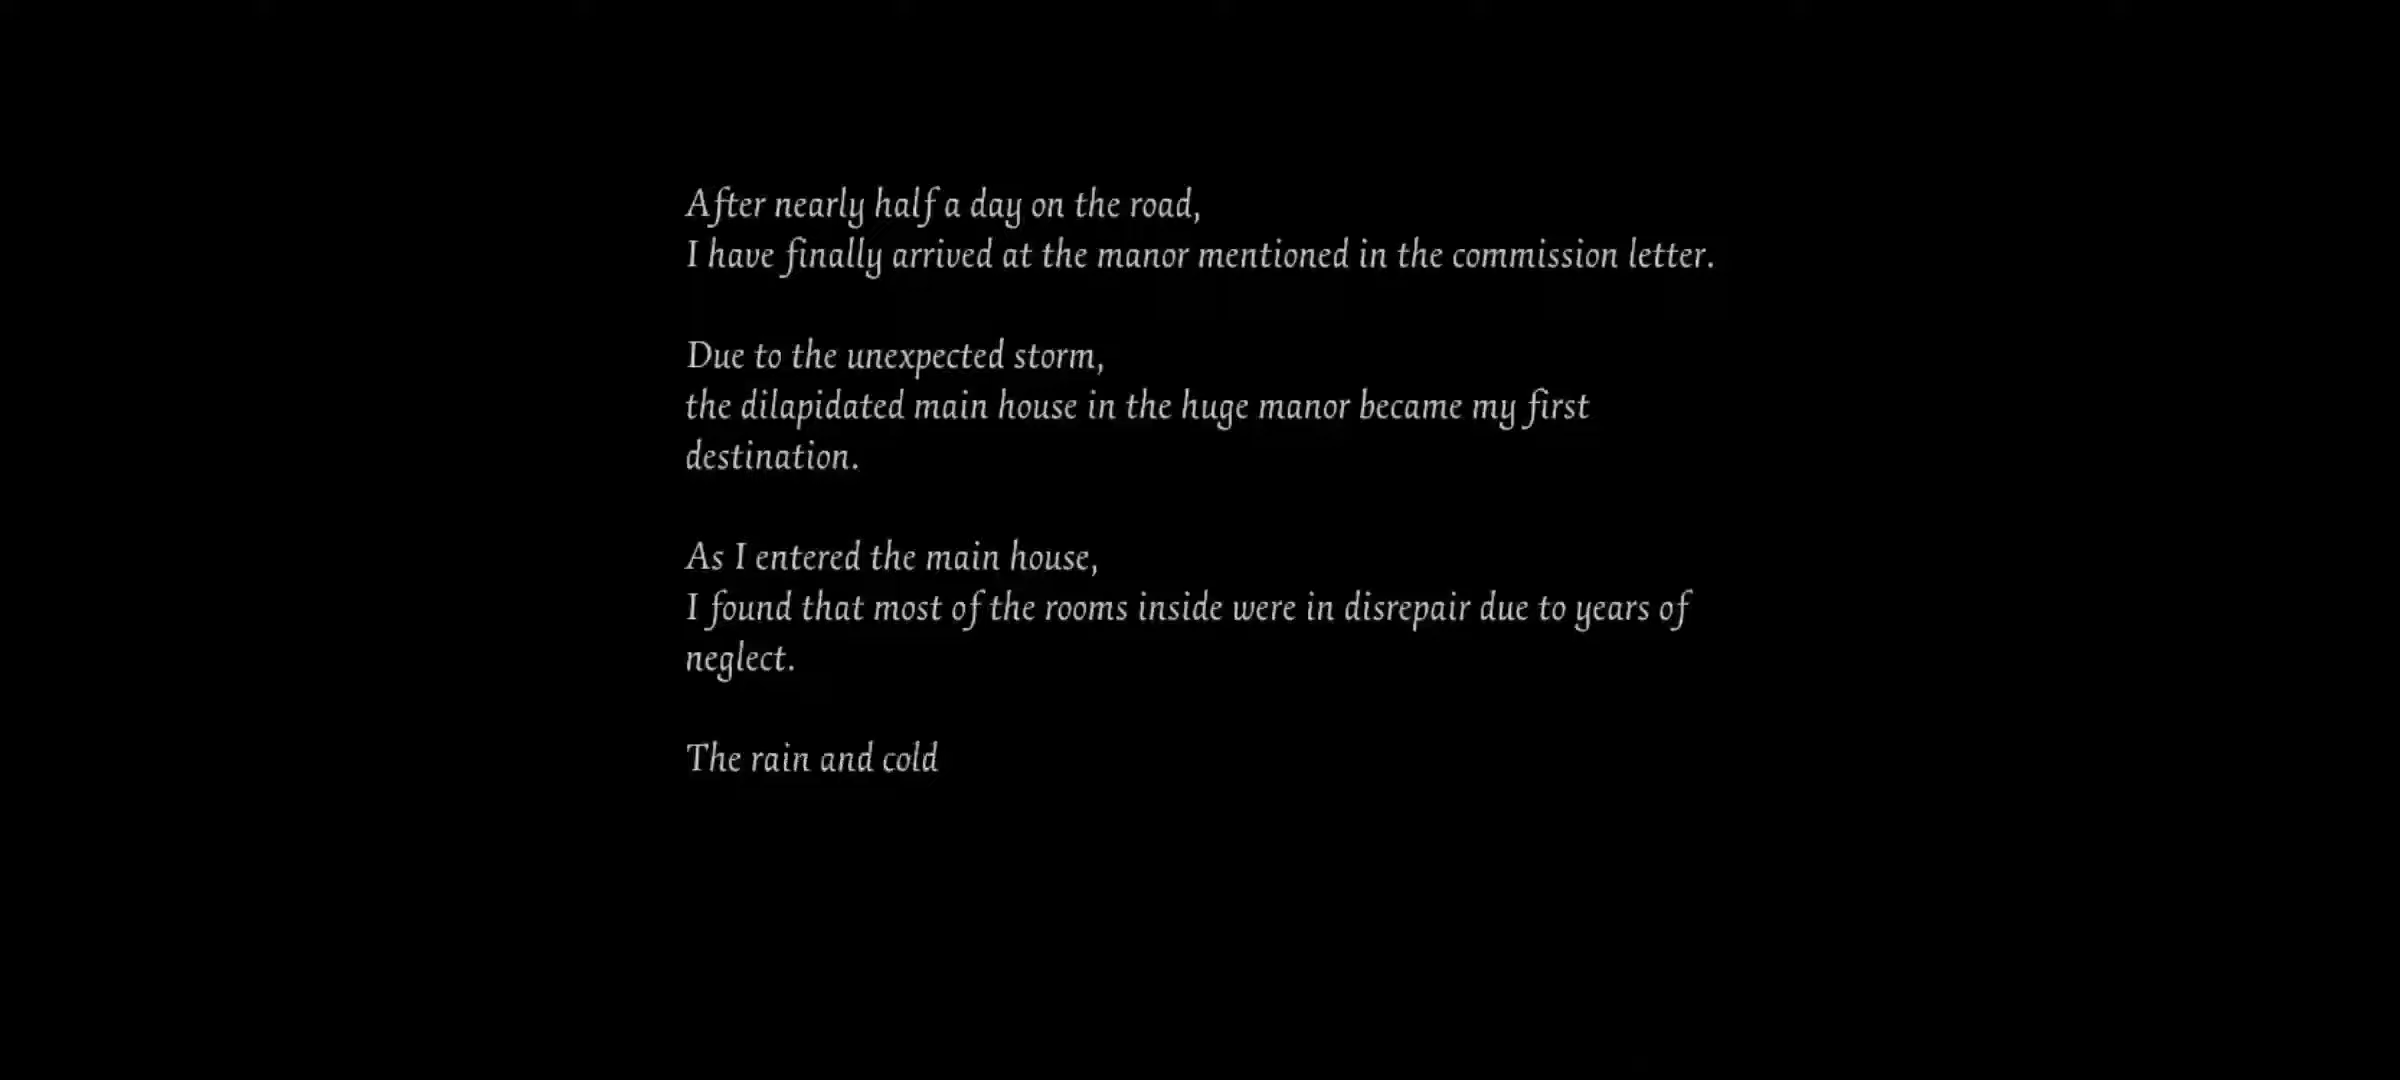 After nearly half a day on the road,
I have finally arrived at the manor mentioned in the commission letter.
Due to the unexpected storm,
the dilapidated main house in the huge manor became my first
destination.
As I entered the main house,
I found that most of the rooms inside were in disrepair due to years of
neglect.
The rain and cold